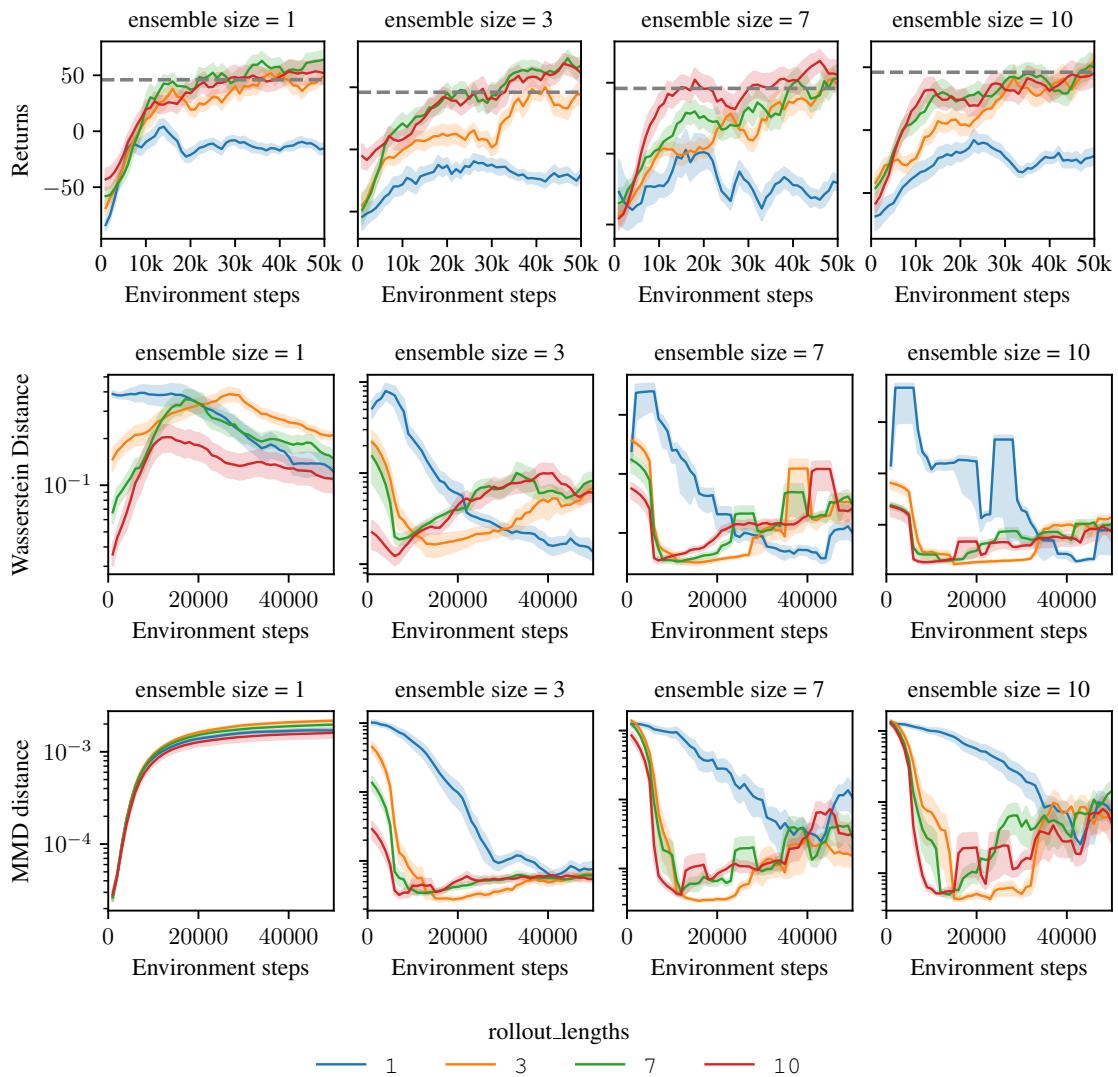 ensemble size = 1 ensemble size = 3 ensemble size = 7 ensemble size = 10
Returns
50
0
−50
0 10k 20k 30k 40k 50k 0 10k 20k 30k 40k 50k 0 10k 20k 30k 40k 50k 0 10k 20k 30k 40k 50k
Environment steps Environment steps Environment steps Environment steps
ensemble size = 1 ensemble size = 3 ensemble size = 7 ensemble size = 10
Wasserstein Distance
10⁻¹
0 20000 40000 0 20000 40000 0 20000 40000 0 20000 40000
Environment steps Environment steps Environment steps Environment steps
ensemble size = 1 ensemble size = 3 ensemble size = 7 ensemble size = 10
MMD distance
10⁻³
10⁻⁴
0 20000 40000 0 20000 40000 0 20000 40000 0 20000 40000
Environment steps Environment steps Environment steps Environment steps
rollout_lengths
1 3 7 10